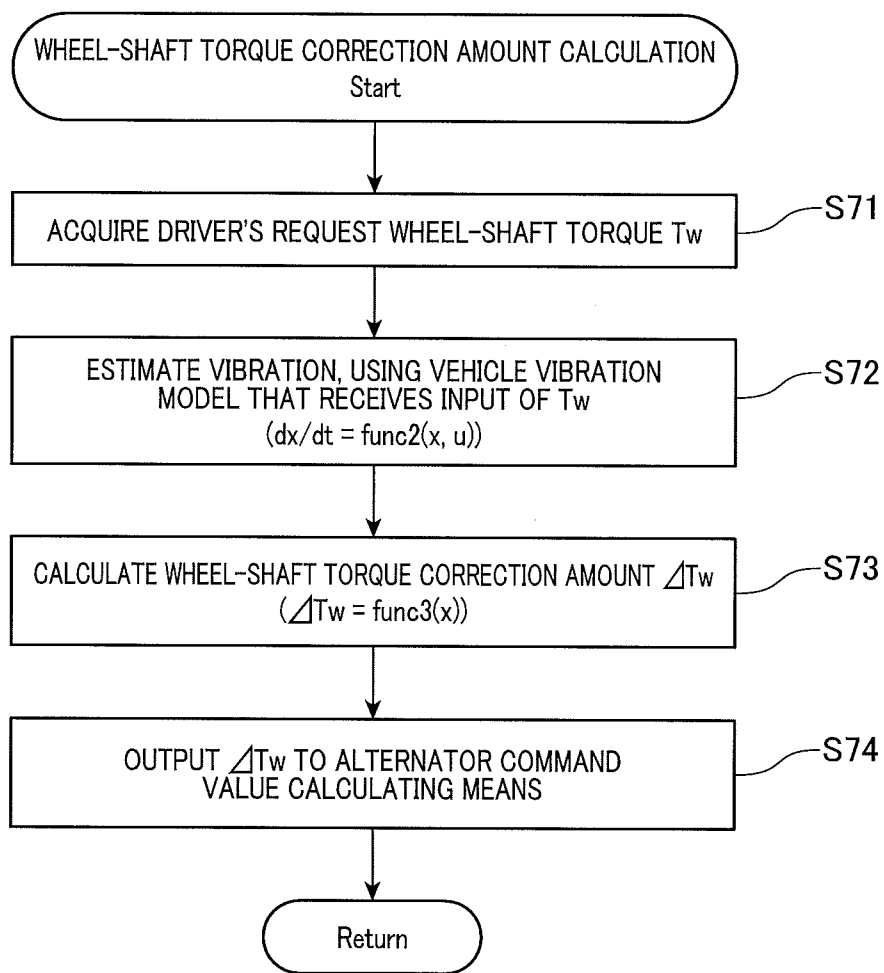 WHEEL-SHAFT TORQUE CORRECTION AMOUNT CALCULATION
Start
S71
ACQUIRE DRIVER'S REQUEST WHEEL-SHAFT TORQUE Tw
S72
ESTIMATE VIBRATION, USING VEHICLE VIBRATION
MODEL THAT RECEIVES INPUT OF Tw
(dx/dt = func2(x, u))
S73
CALCULATE WHEEL-SHAFT TORQUE CORRECTION AMOUNT ⊿Tw
(⊿Tw = func3(x))
S74
OUTPUT ⊿Tw TO ALTERNATOR COMMAND
VALUE CALCULATING MEANS
Return